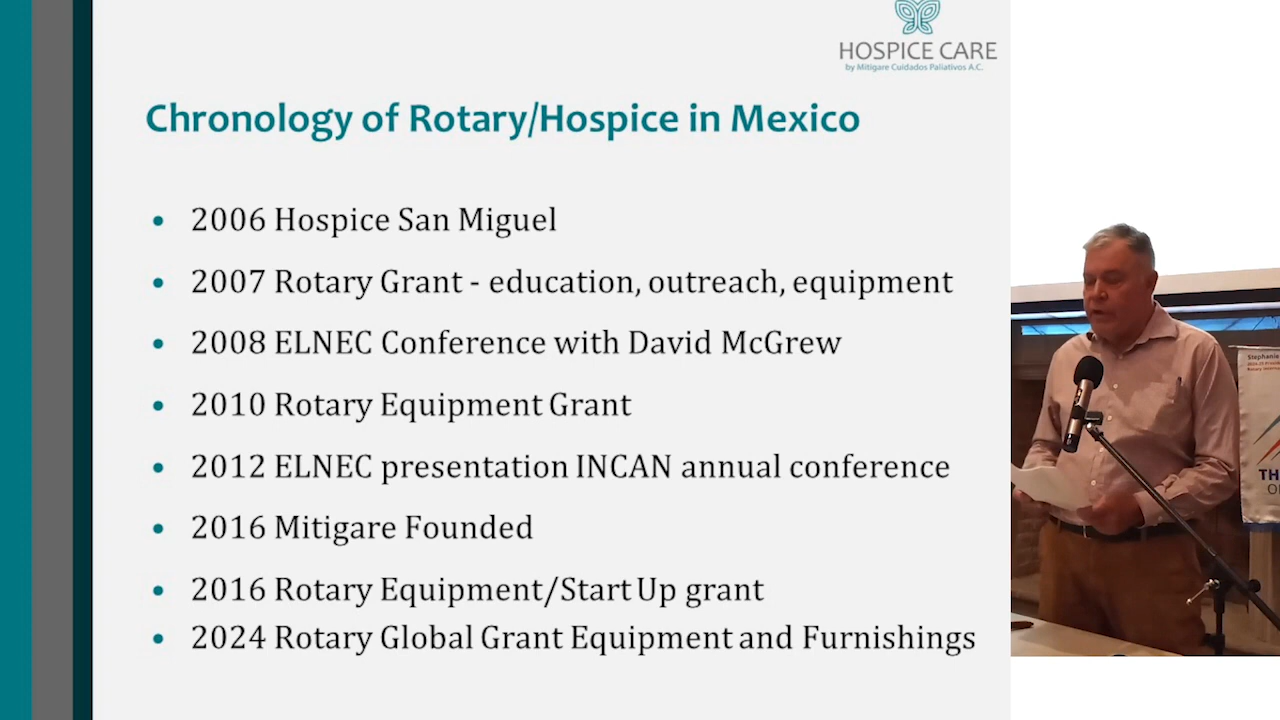 HOSPICE CARE
by Mitigare Cuidados Paliativos A.C.
Chronology of Rotary/Hospice in Mexico
• 2006 Hospice San Miguel
• 2007 Rotary Grant - education, outreach, equipment
• 2008 ELNEC Conference with David McGrew
• 2010 Rotary Equipment Grant
• 2012 ELNEC presentation INCAN annual conference
• 2016 Mitigare Founded
• 2016 Rotary Equipment/Start Up grant
• 2024 Rotary Global Grant Equipment and Furnishings
Stephanie
TH
O